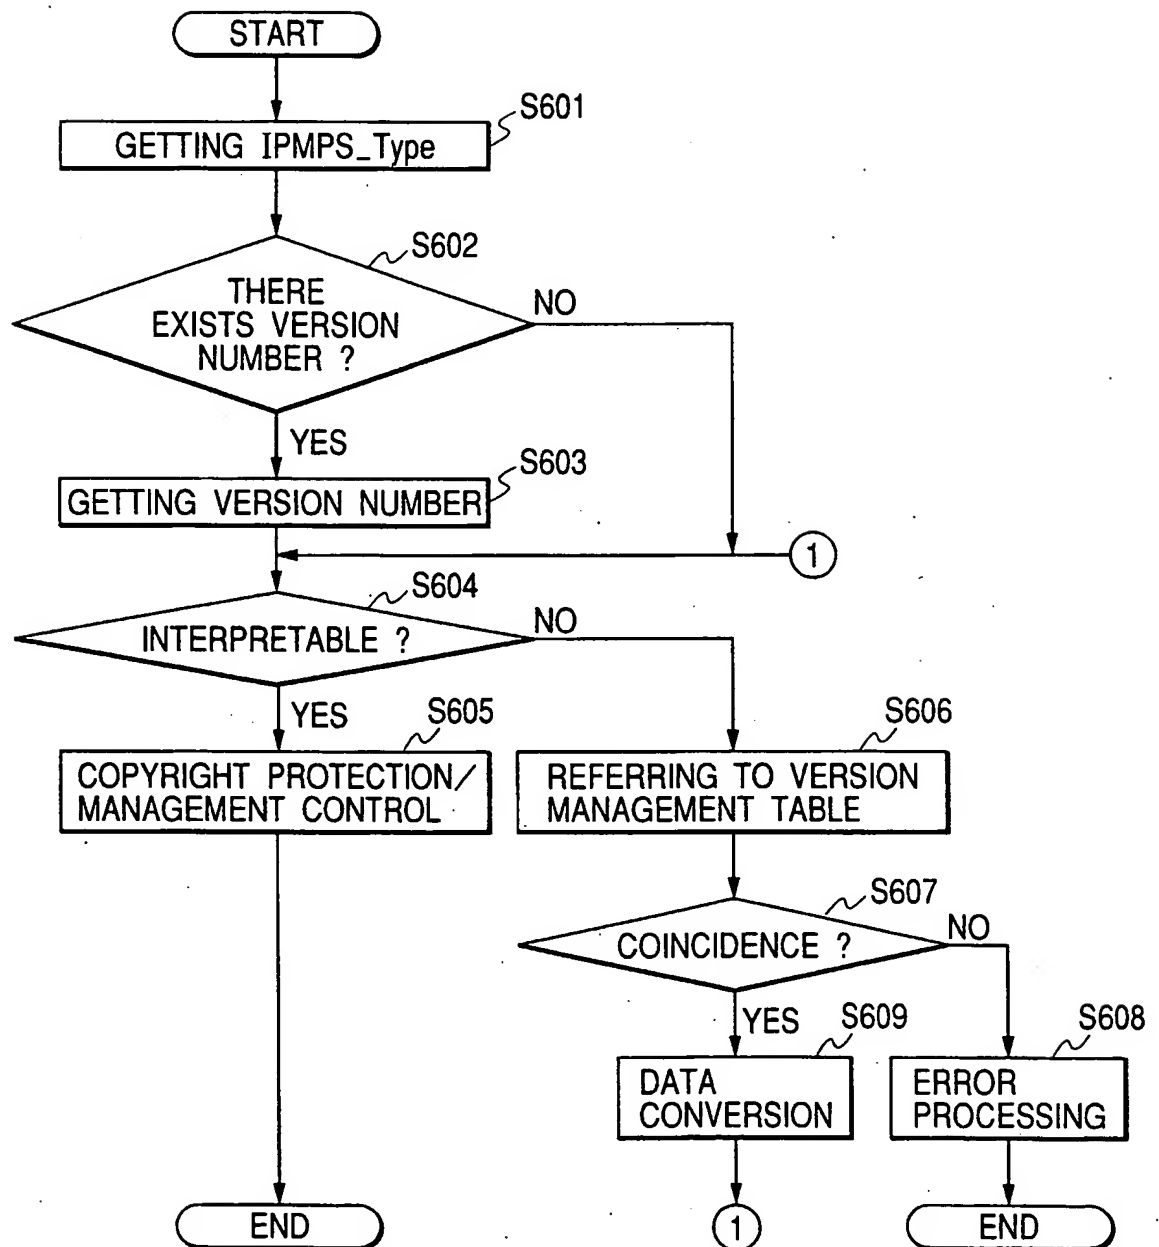 START
S601
GETTING IPMPS_Type
S602
THERE
EXISTS VERSION
NUMBER ?
NO
YES
S603
GETTING VERSION NUMBER
1
S604
INTERPRETABLE ?
NO
YES
S605
COPYRIGHT PROTECTION/
MANAGEMENT CONTROL
S606
REFERRING TO VERSION
MANAGEMENT TABLE
S607
COINCIDENCE ?
NO
YES
S609
DATA
CONVERSION
S608
ERROR
PROCESSING
END
1
END